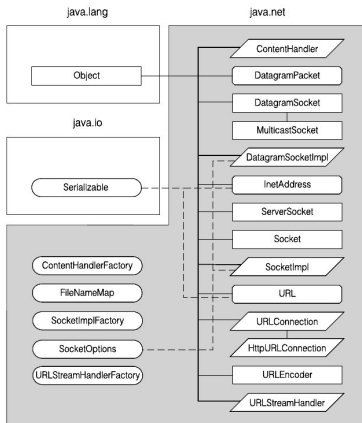 java.lang
java.net
Object
java.io
Serializable
ContentHandlerFactory
FileNameMap
SocketImplFactory
SocketOptions
URLStreamHandlerFactory
ContentHandler
DatagramPacket
DatagramSocket
MulticastSocket
DatagramSocketImpl
InetAddress
ServerSocket
Socket
SocketImpl
URL
URLConnection
HttpURLConnection
URLEncoder
URLStreamHandler